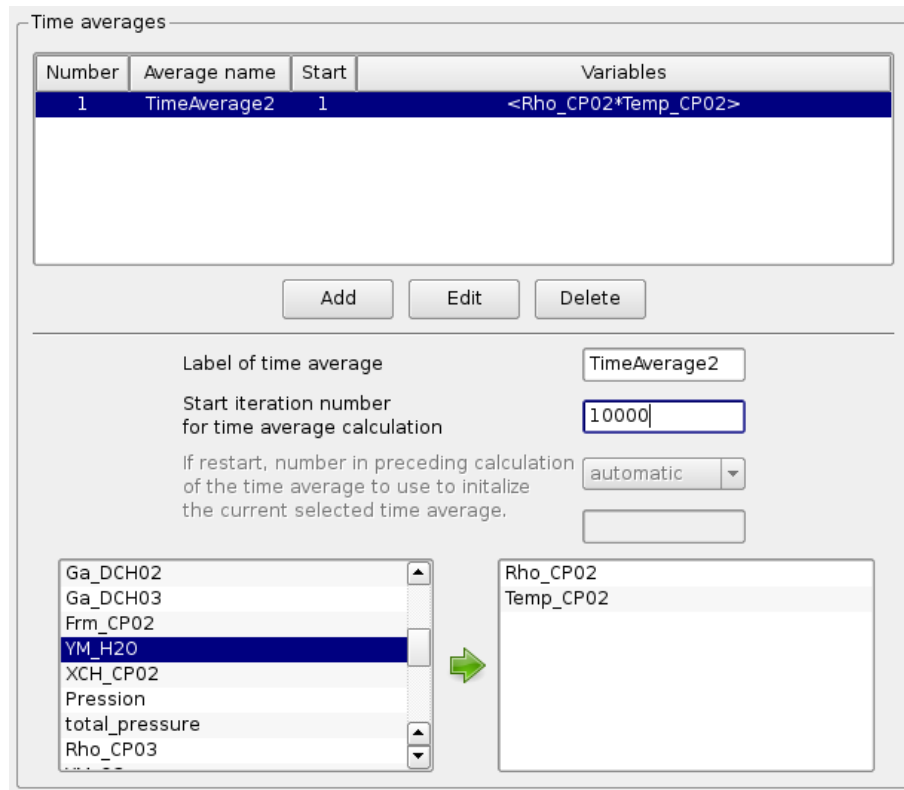 Time averages
Number Average name Start Variables
1 TimeAverage2 1 <Rho_CP02*Temp_CP02>
Add Edit Delete
Label of time average TimeAverage2
Start iteration number
for time average calculation 10000
If restart, number in preceding calculation
of the time average to use to initalize
the current selected time average.
automatic
Ga_DCH02
Ga_DCH03
Frm_CP02
YM_H2O
XCH_CP02
Pression
total_pressure
Rho_CP03
Rho_CP02
Temp_CP02